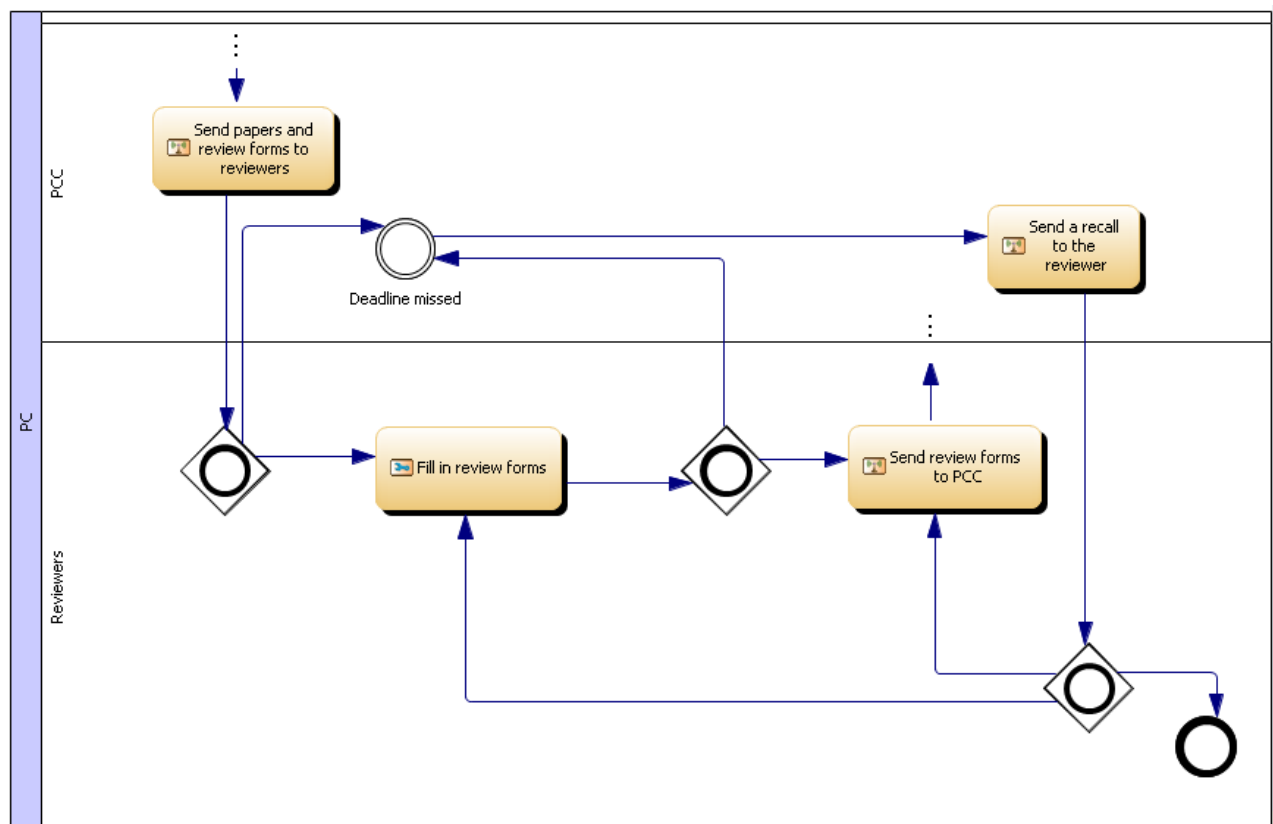 PC
PCC
Reviewers
Send papers and
review forms to
reviewers
Deadline missed
Send a recall
to the
reviewer
Fill in review forms
Send review forms
to PCC